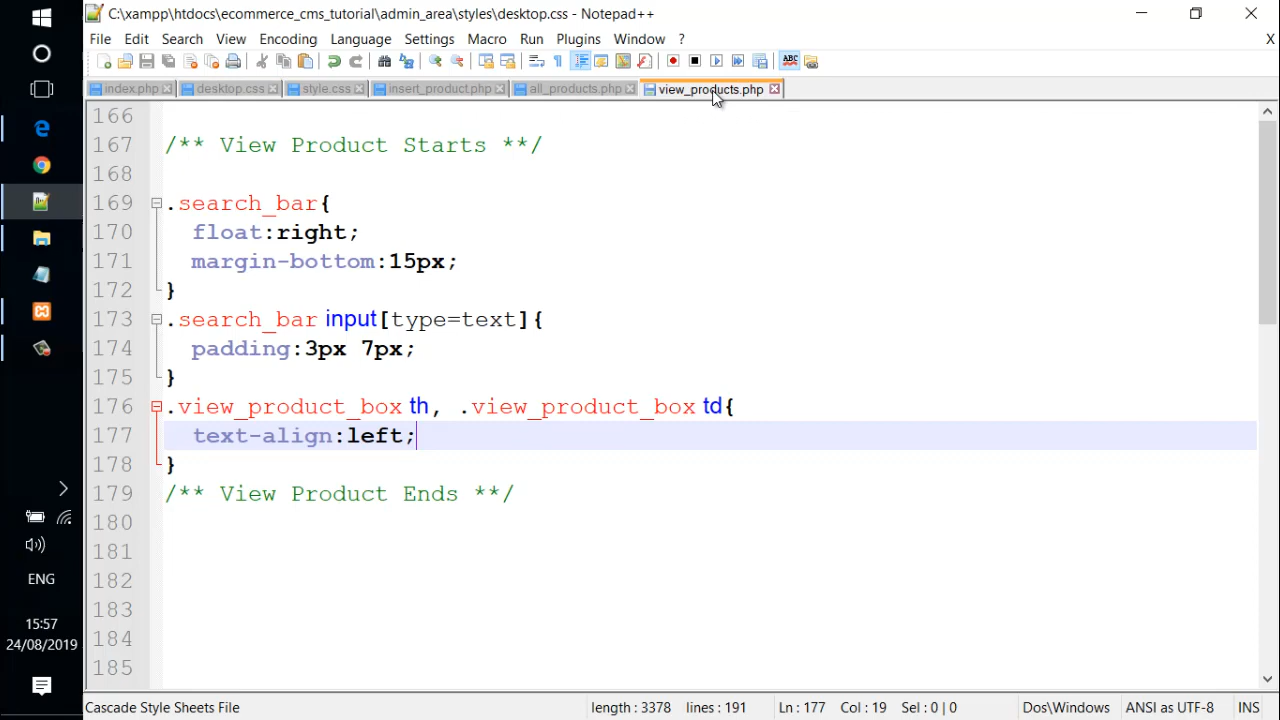 C:\xampp\htdocs\ecommerce_cms_tutorial\admin_area\styles\desktop.css - Notepad++
File Edit Search View Encoding Language Settings Macro Run Plugins Window ? X
ABC
index.php desktop.css style.css insert_product.php all_products.php view_products.php
166
167 /** View Product Starts **/
168
169 .search_bar{
170 float:right;
171 margin-bottom:15px;
172 }
173 .search_bar input[type=text]{
174 padding:3px 7px;
175 }
176 .view_product_box th, .view_product_box td{
177 text-align:left;
178 }
179 /** View Product Ends **/
180
181
182
183
184
185
ENG
15:57
24/08/2019
Cascade Style Sheets File length : 3378 lines : 191 Ln : 177 Col : 19 Sel : 0 | 0 Dos\Windows ANSI as UTF-8 INS